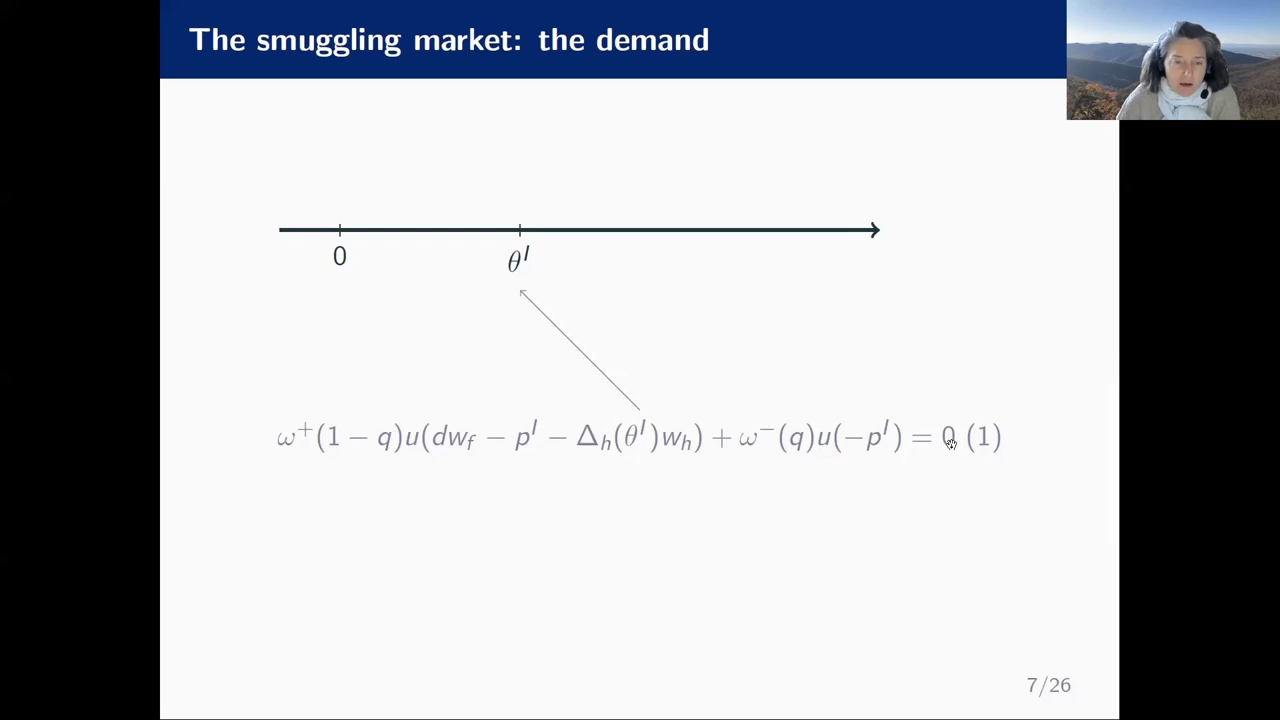 The smuggling market: the demand
0 θ^I
ω⁺(1 − q)u(dw_f − p^I − Δ_h(θ^I)w_h) + ω⁻(q)u(−p^I) = 0 (1)
7/26